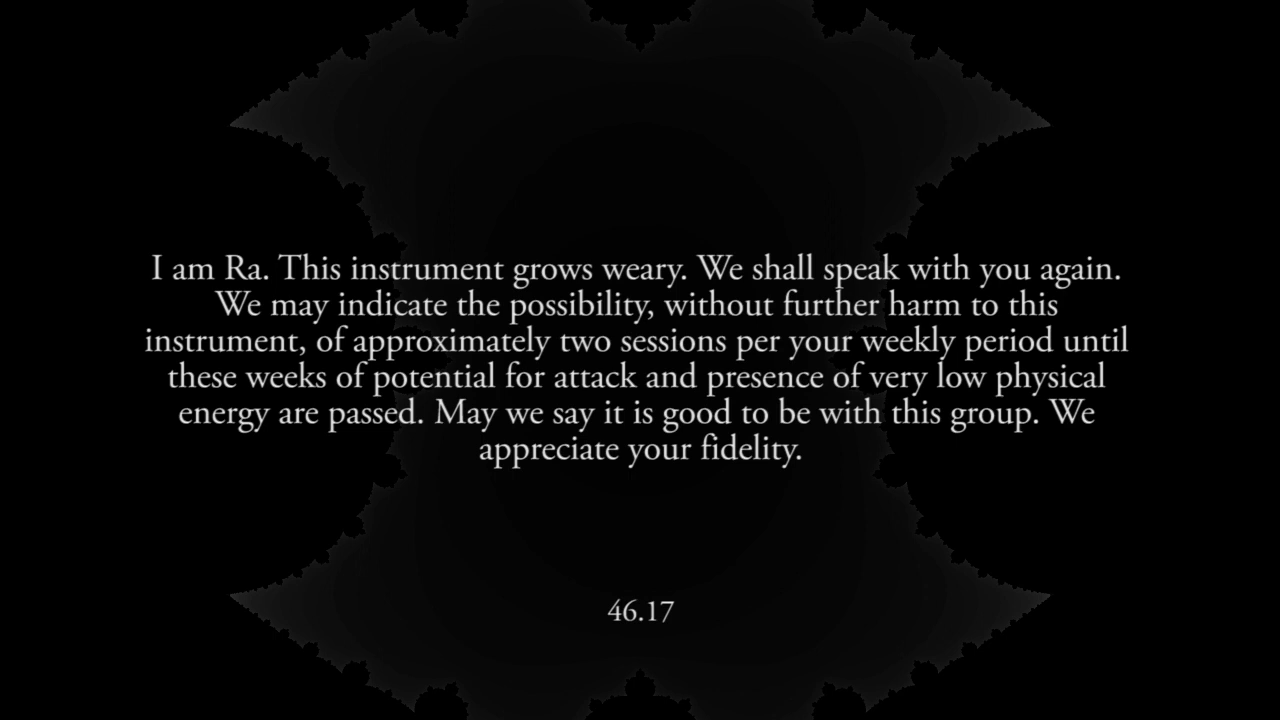 I am Ra. This instrument grows weary. We shall speak with you again.
We may indicate the possibility, without further harm to this
instrument, of approximately two sessions per your weekly period until
these weeks of potential for attack and presence of very low physical
energy are passed. May we say it is good to be with this group. We
appreciate your fidelity.
46.17